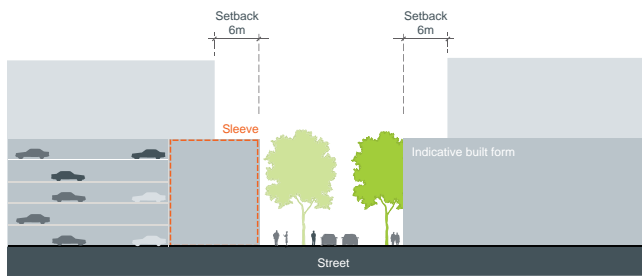 Setback
6m
Setback
6m
Sleeve
Indicative built form
Street